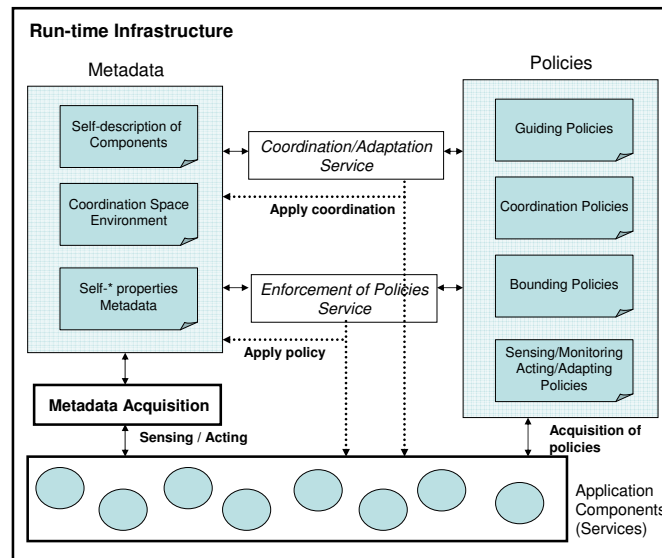 Run-time Infrastructure
Metadata
Policies
Self-description of
Components
Coordination Space
Environment
Self-* properties
Metadata
Coordination/Adaptation
Service
Apply coordination
Enforcement of Policies
Service
Apply policy
Guiding Policies
Coordination Policies
Bounding Policies
Sensing/Monitoring
Acting/Adapting
Policies
Metadata Acquisition
Sensing / Acting
Acquisition of
policies
Application
Components
(Services)